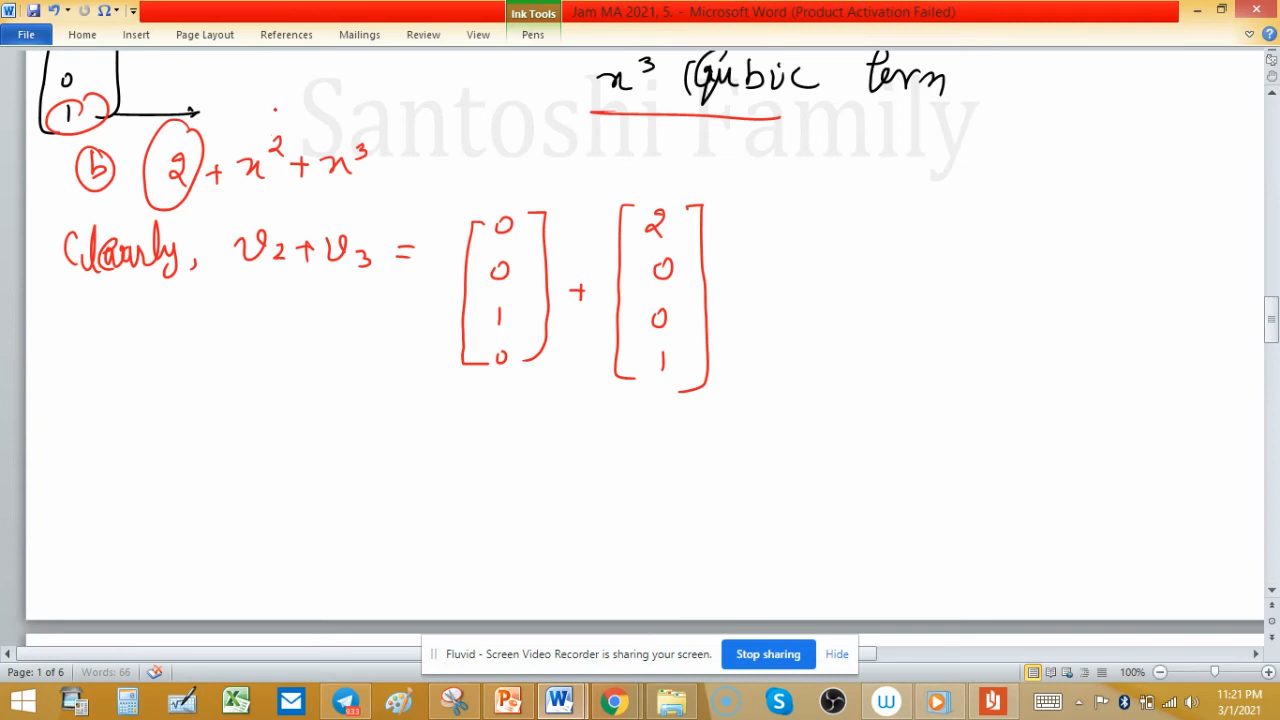 Ink Tools
Jam MA 2021, 5. - Microsoft Word (Product Activation Failed)
File Home Insert Page Layout References Mailings Review View Pens
0
1
x³ (Qubic term
Santoshi Family
b 2 + x² + x³
Clearly, v₂ + v₃ = [0 0 1 0] + [2 0 0 1]
Fluvid - Screen Video Recorder is sharing your screen. Stop sharing Hide
Page: 1 of 6 Words: 66 100%
933
11:21 PM
3/1/2021